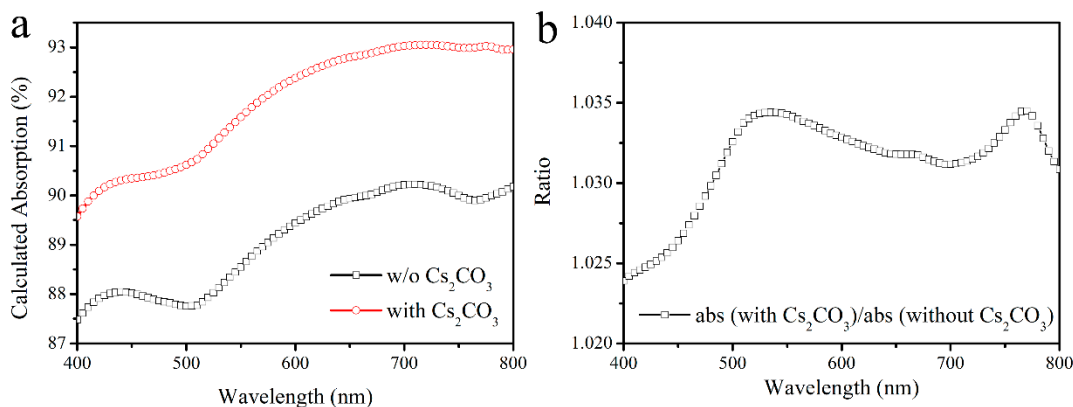 a
93
92
91
90
89
88
87
Calculated Absorption (%)
w/o Cs₂CO₃
with Cs₂CO₃
400 500 600 700 800
Wavelength (nm)
b
1.040
1.035
1.030
1.025
1.020
Ratio
abs (with Cs₂CO₃)/abs (without Cs₂CO₃)
400 500 600 700 800
Wavelength (nm)